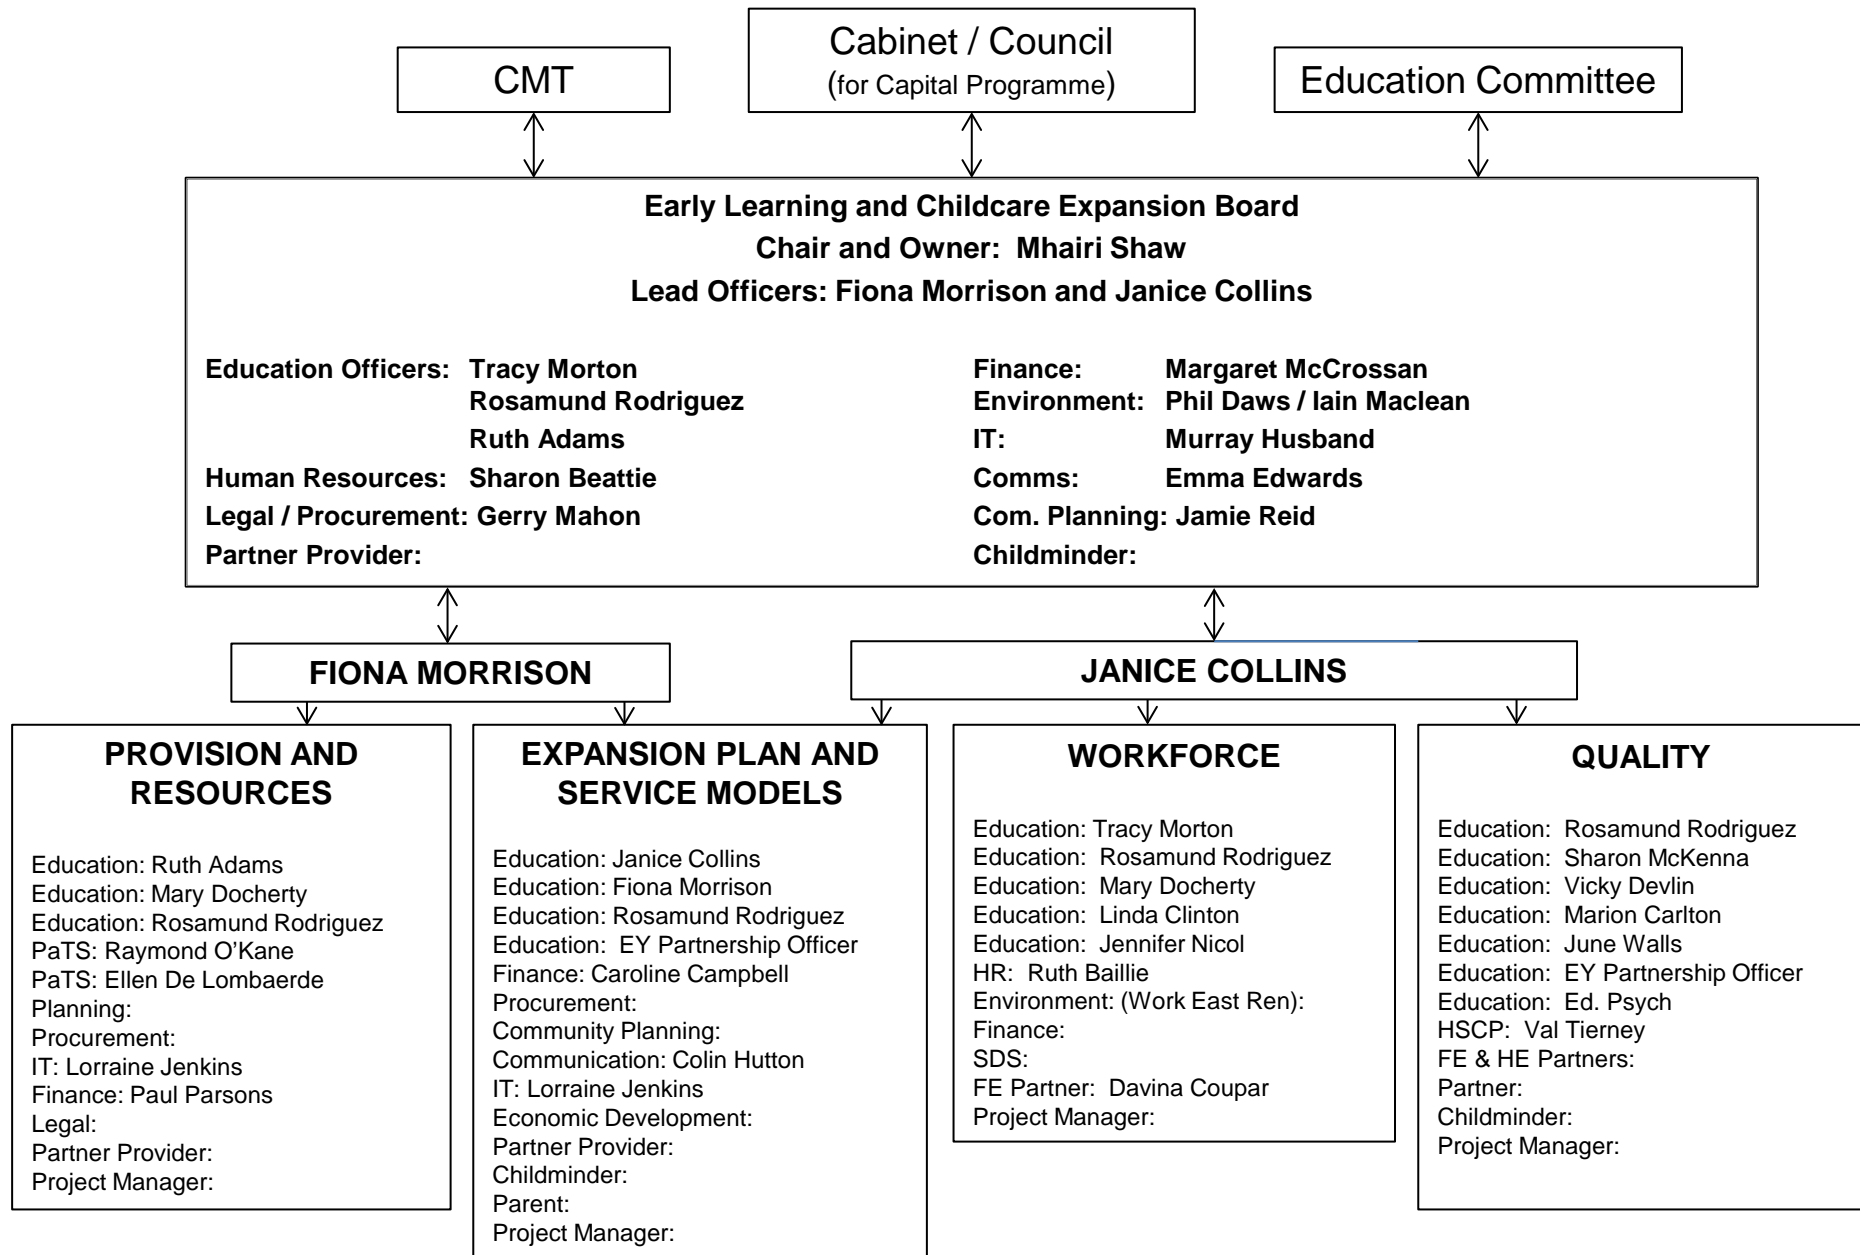 CMT
Cabinet / Council
(for Capital Programme)
Education Committee
Early Learning and Childcare Expansion Board
Chair and Owner: Mhairi Shaw
Lead Officers: Fiona Morrison and Janice Collins
Education Officers: Tracy Morton
Rosamund Rodriguez
Ruth Adams
Human Resources: Sharon Beattie
Legal / Procurement: Gerry Mahon
Partner Provider:
Finance: Margaret McCrossan
Environment: Phil Daws / Iain Maclean
IT: Murray Husband
Comms: Emma Edwards
Com. Planning: Jamie Reid
Childminder:
FIONA MORRISON
JANICE COLLINS
PROVISION AND
RESOURCES
Education: Ruth Adams
Education: Mary Docherty
Education: Rosamund Rodriguez
PaTS: Raymond O’Kane
PaTS: Ellen De Lombaerde
Planning:
Procurement:
IT: Lorraine Jenkins
Finance: Paul Parsons
Legal:
Partner Provider:
Project Manager:
EXPANSION PLAN AND
SERVICE MODELS
Education: Janice Collins
Education: Fiona Morrison
Education: Rosamund Rodriguez
Education: EY Partnership Officer
Finance: Caroline Campbell
Procurement:
Community Planning:
Communication: Colin Hutton
IT: Lorraine Jenkins
Economic Development:
Partner Provider:
Childminder:
Parent:
Project Manager:
WORKFORCE
Education: Tracy Morton
Education: Rosamund Rodriguez
Education: Mary Docherty
Education: Linda Clinton
Education: Jennifer Nicol
HR: Ruth Baillie
Environment: (Work East Ren):
Finance:
SDS:
FE Partner: Davina Coupar
Project Manager:
QUALITY
Education: Rosamund Rodriguez
Education: Sharon McKenna
Education: Vicky Devlin
Education: Marion Carlton
Education: June Walls
Education: EY Partnership Officer
Education: Ed. Psych
HSCP: Val Tierney
FE & HE Partners:
Partner:
Childminder:
Project Manager: